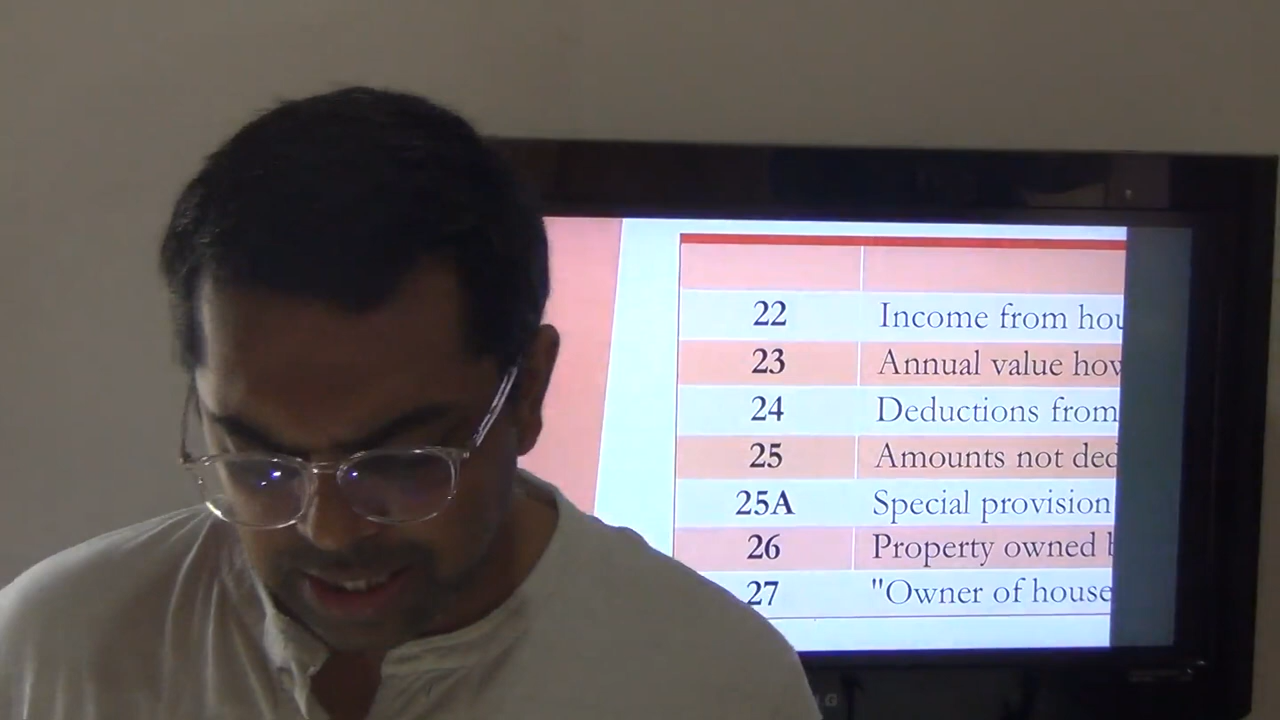 22 Income from hou
23 Annual value how
24 Deductions from
25 Amounts not ded
25A Special provision
26 Property owned
27 "Owner of house